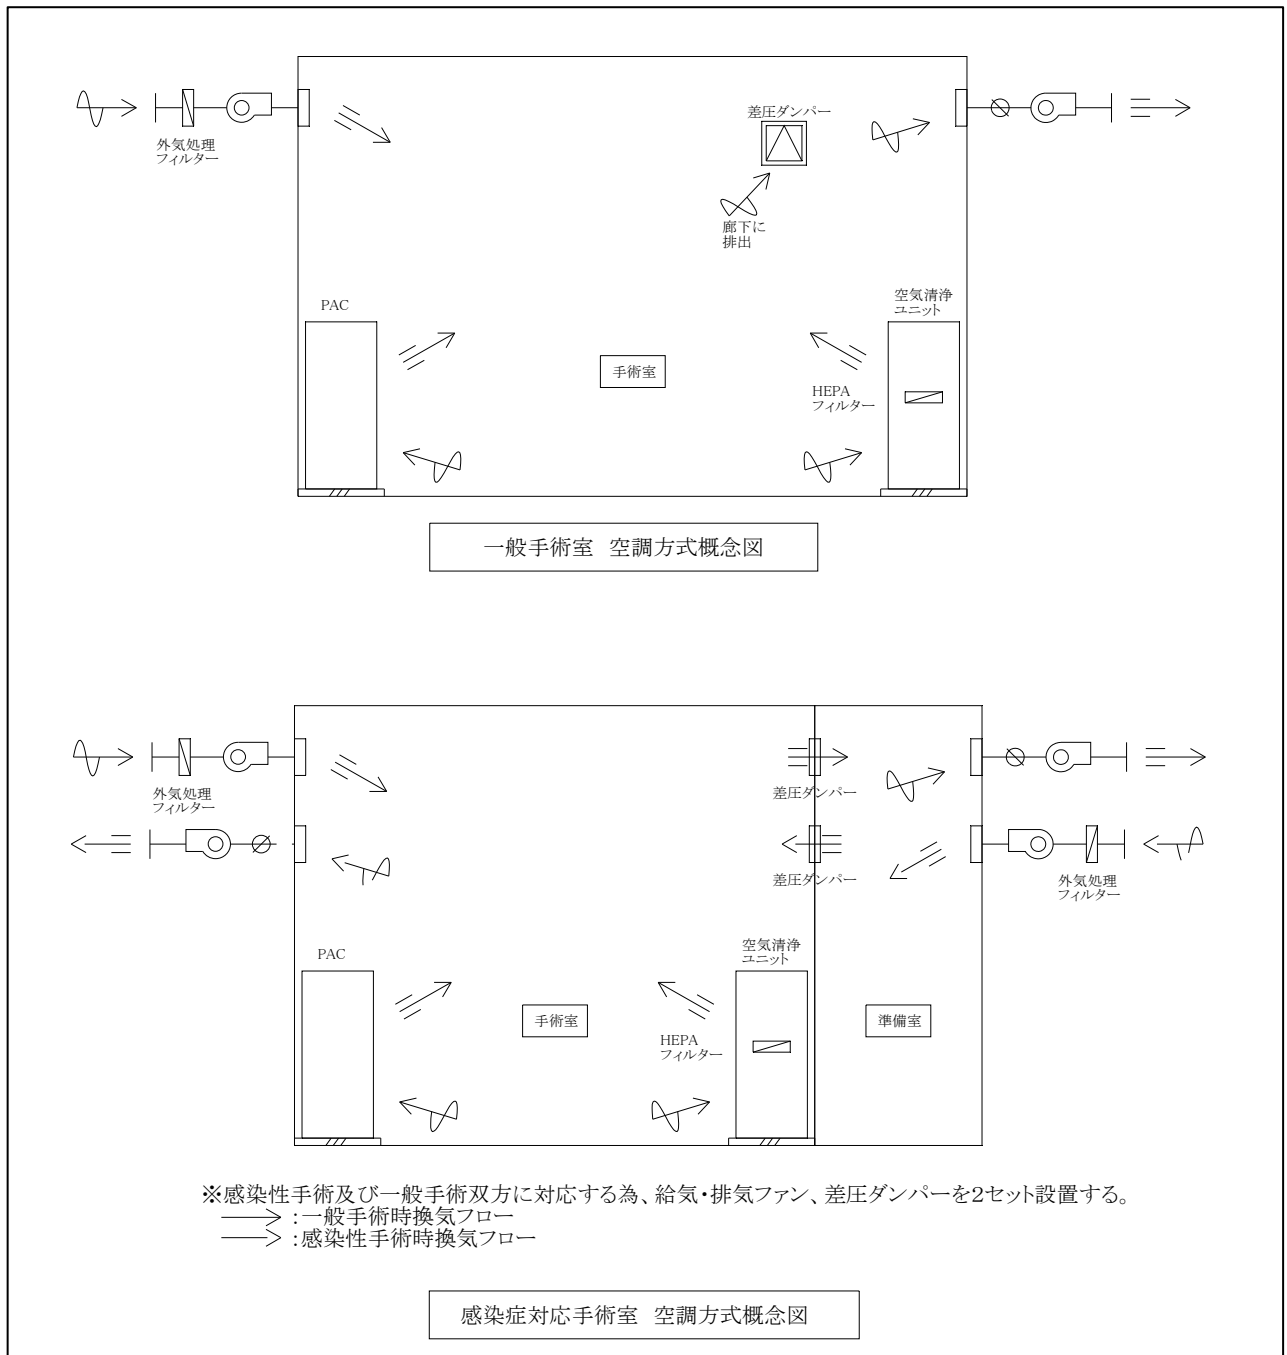 外気処理
フィルター
差圧ダンパー
廊下に
排出
PAC
空気清浄
ユニット
手術室
HEPA
フィルター
一般手術室 空調方式概念図
外気処理
フィルター
差圧ダンパー
差圧ダンパー
外気処理
フィルター
PAC
空気清浄
ユニット
手術室
準備室
HEPA
フィルター
※感染性手術及び一般手術双方に対応する為、給気・排気ファン、差圧ダンパーを2セット設置する。
:一般手術時換気フロー
:感染性手術時換気フロー
感染症対応手術室 空調方式概念図